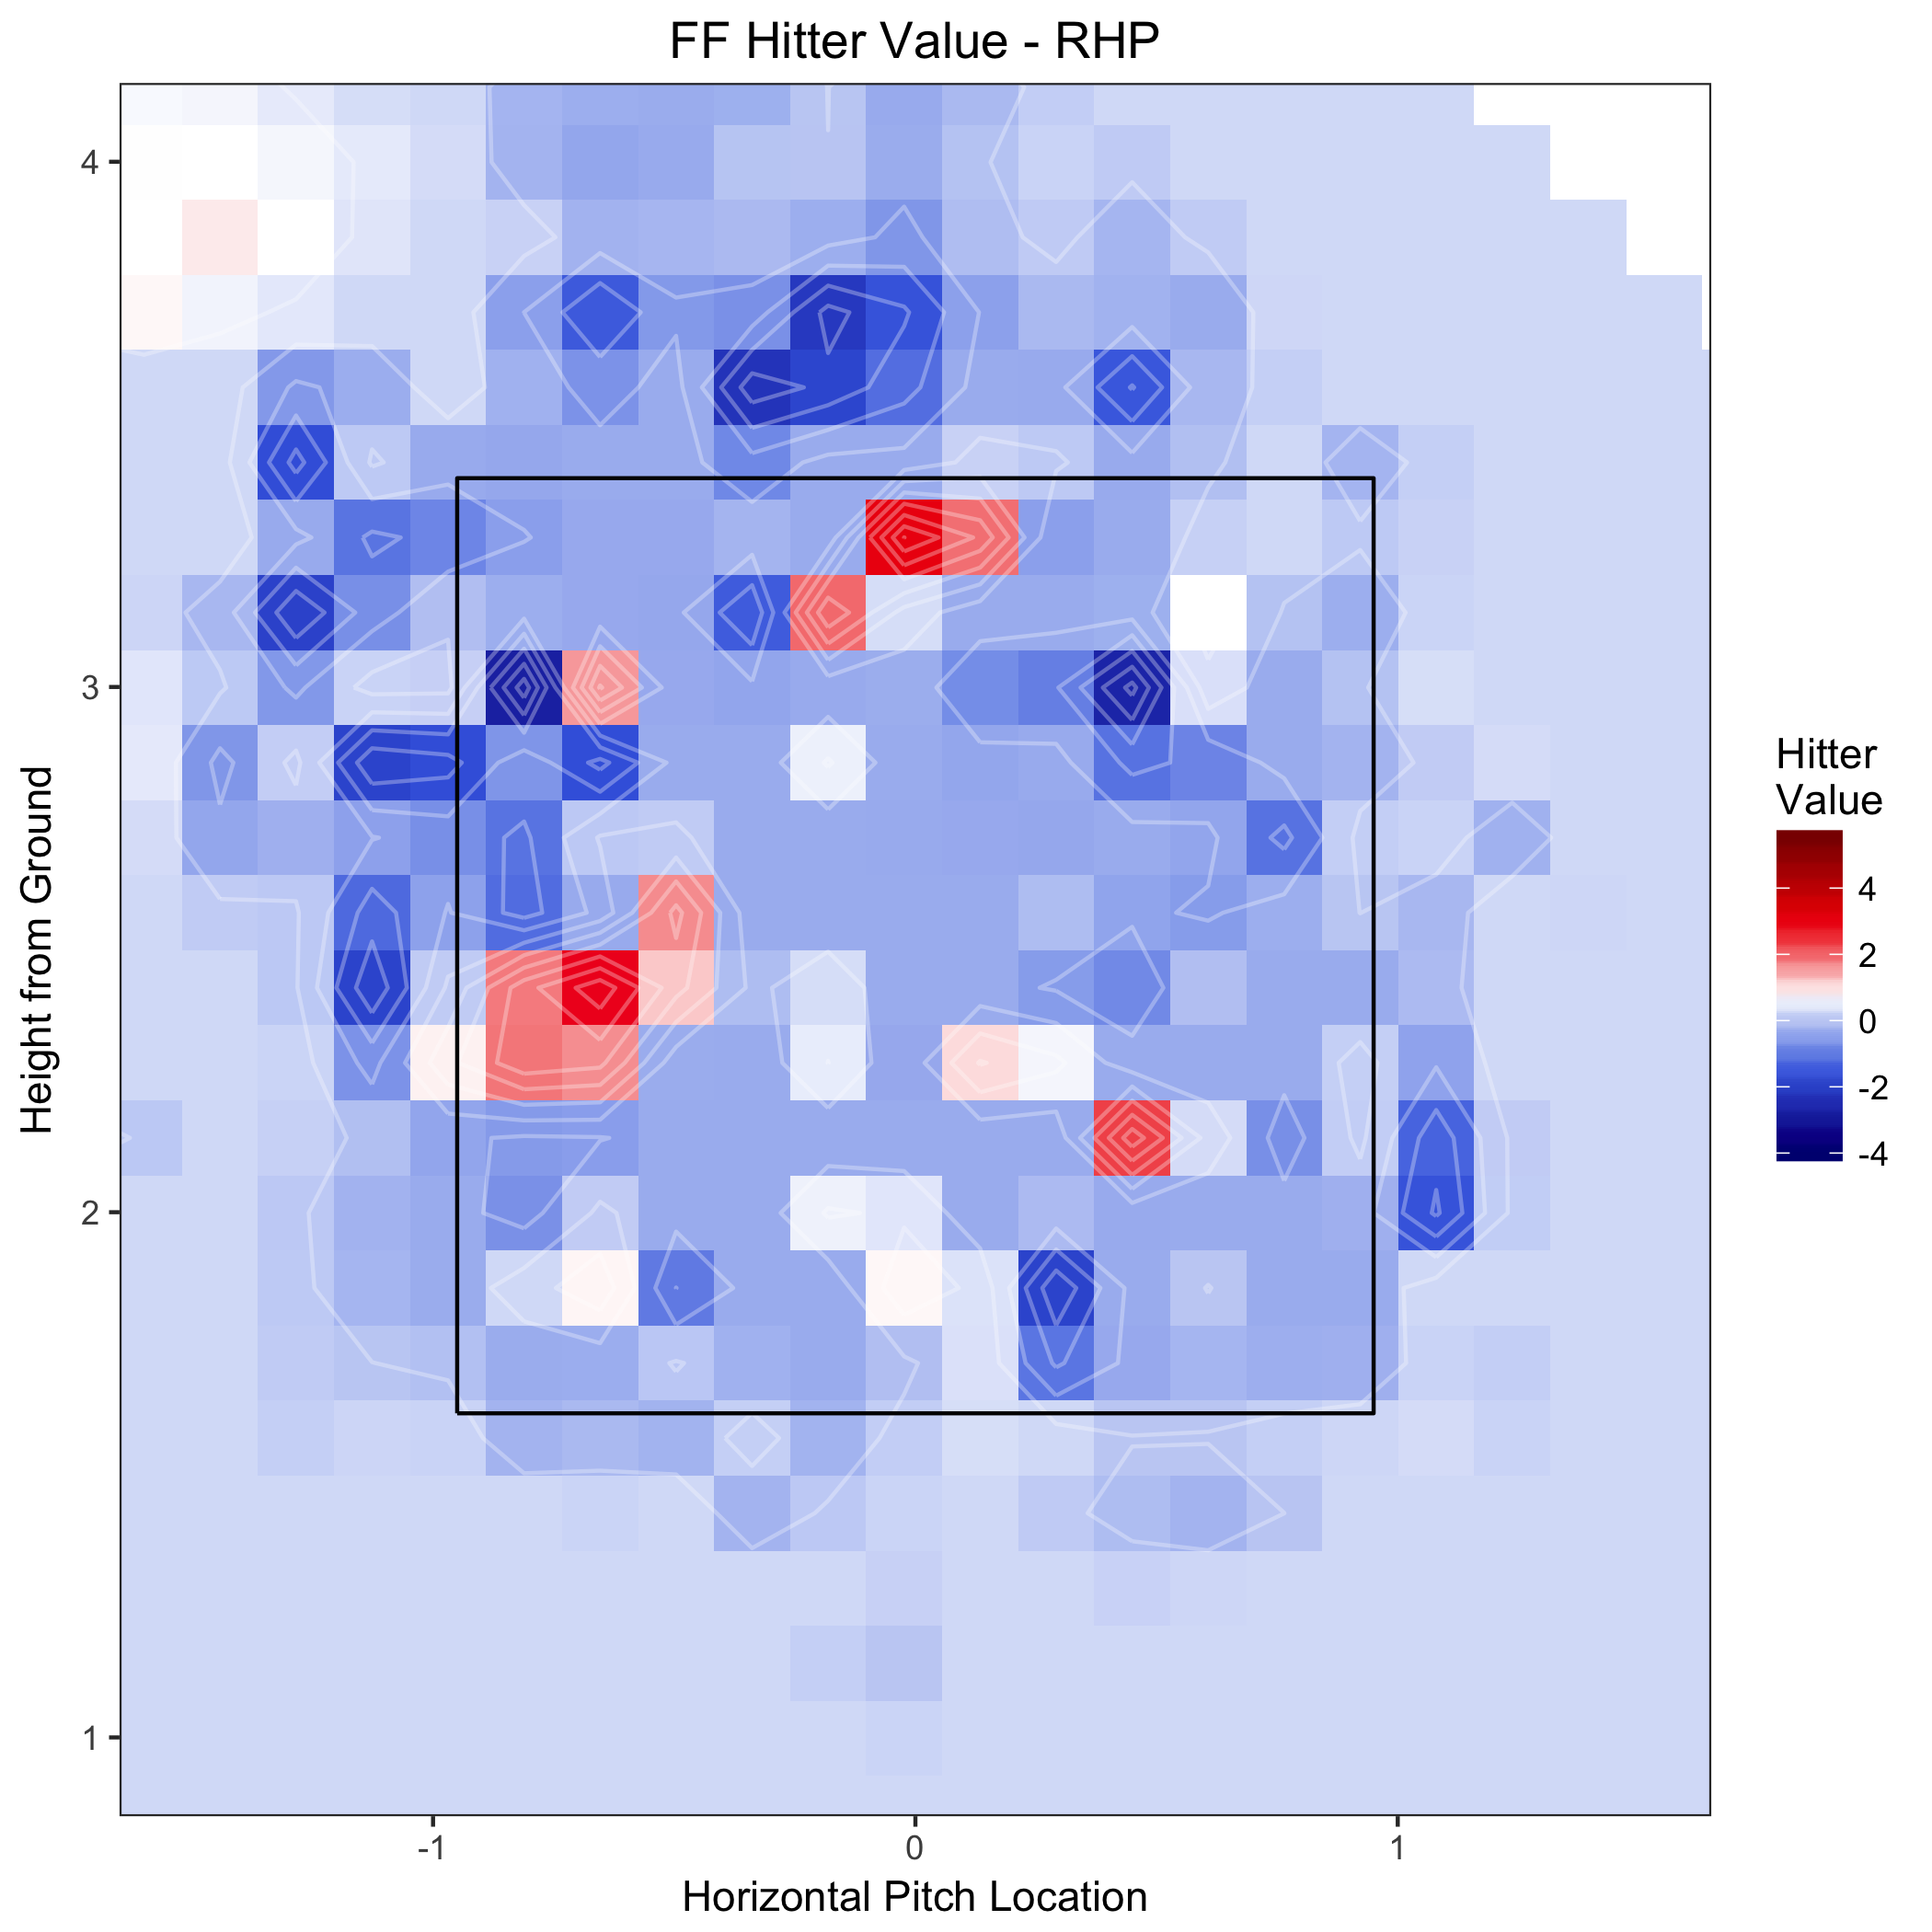 FF Hitter Value - RHP
4
3
2
1
Height from Ground
-1 0 1
Horizontal Pitch Location
Hitter
Value
4
2
0
-2
-4